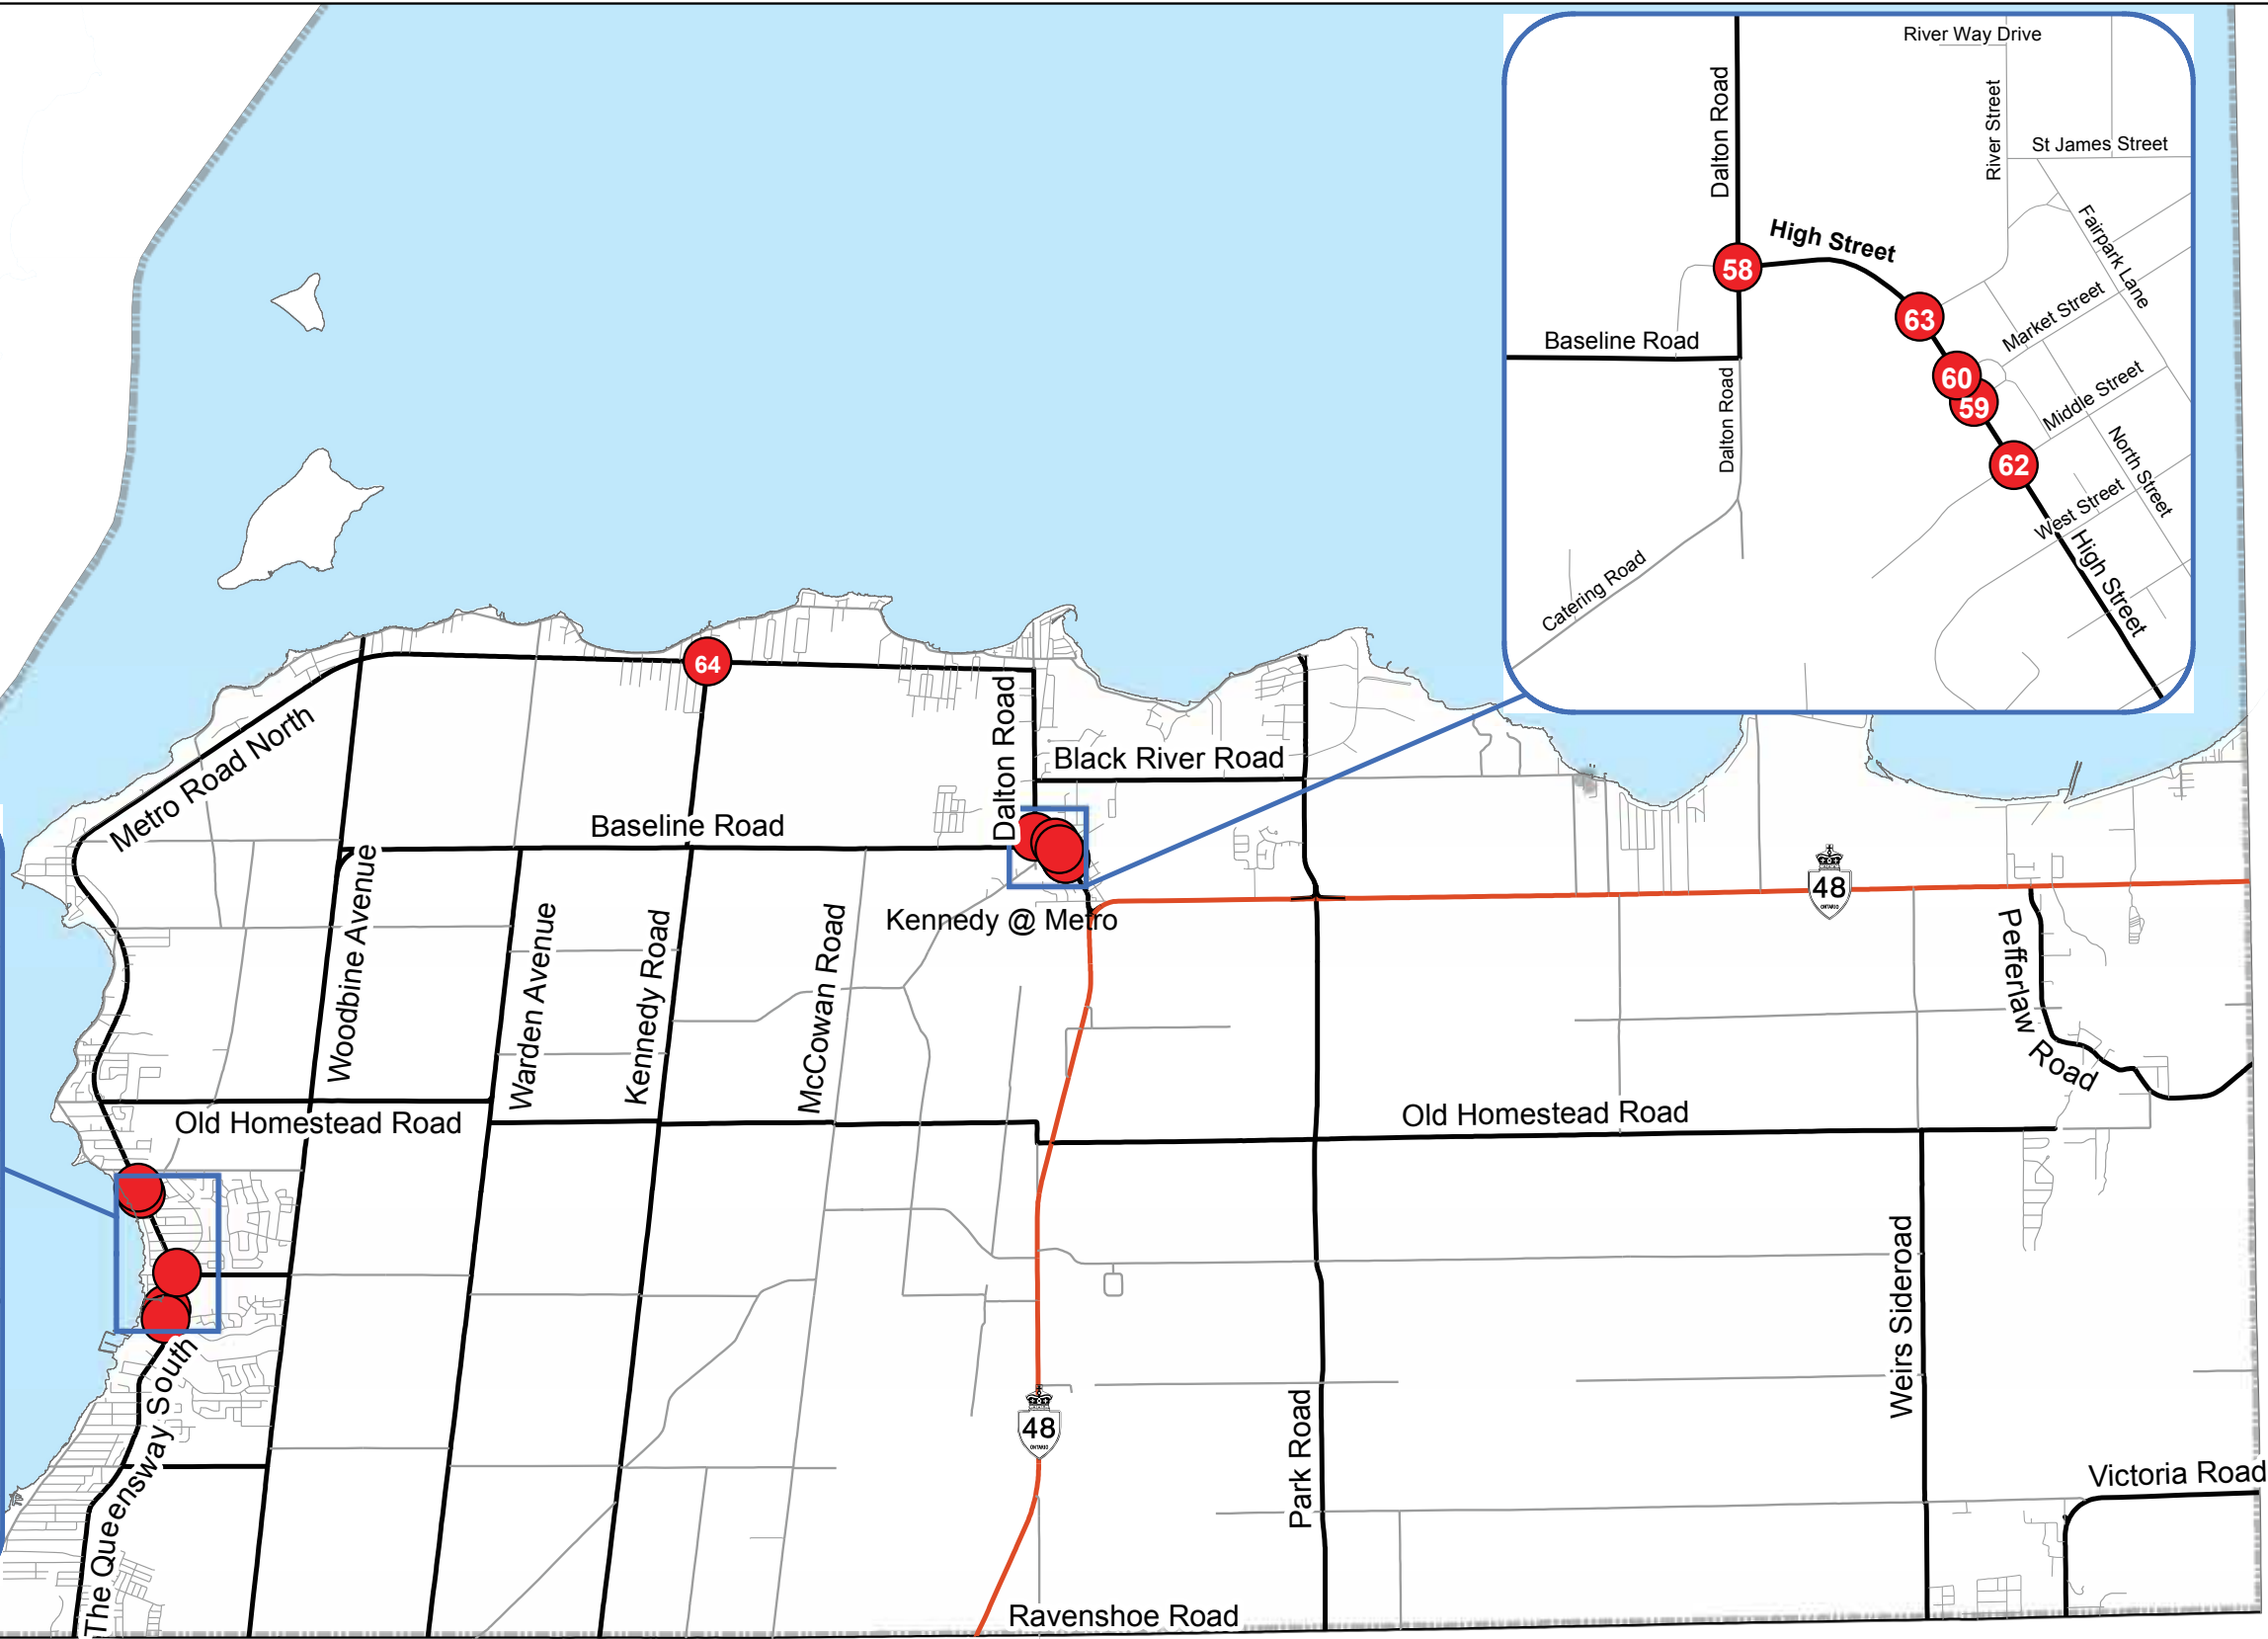 River Way Drive
Dalton Road
River Street
St James Street
Fairpark Lane
High Street
58
63
Market Street
Baseline Road
60
59
Middle Street
Dalton Road
62
North Street
West Street
High Street
Catering Road
64
Metro Road North
Dalton Road
Black River Road
Baseline Road
48
ONTARIO
Kennedy @ Metro
Woodbine Avenue
Warden Avenue
Kennedy Road
McCowan Road
Pefferlaw
Road
Old Homestead Road
Old Homestead Road
Weirs Sideroad
The Queensway South
48
ONTARIO
Park Road
Victoria Road
Ravenshoe Road